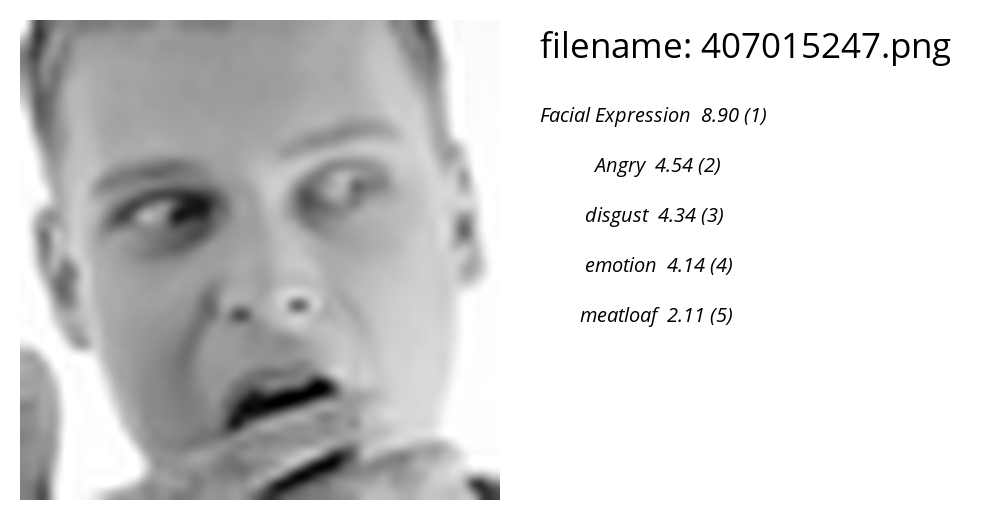 filename: 407015247.png
Facial Expression 8.90 (1)
Angry 4.54 (2)
disgust 4.34 (3)
emotion 4.14 (4)
meatloaf 2.11 (5)